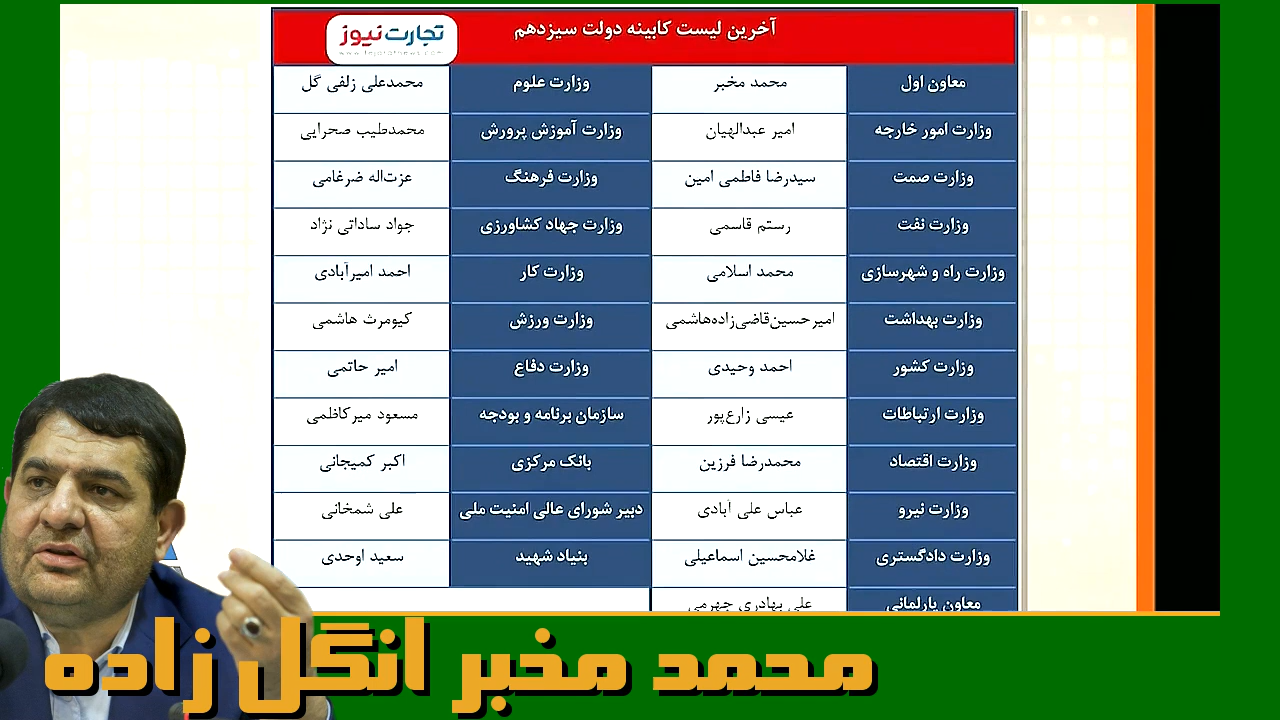 آخرین لیست کابینه دولت سیزدهم
تجارت‌نیوز
معاون اول محمد مخبر وزارت علوم محمدعلی زلفی گل
وزارت امور خارجه امیر عبدالهیان وزارت آموزش پرورش محمدطیب صحرایی
وزارت صمت سیدرضا فاطمی امین وزارت فرهنگ عزت‌اله ضرغامی
وزارت نفت رستم قاسمی وزارت جهاد کشاورزی جواد ساداتی نژاد
وزارت راه و شهرسازی محمد اسلامی وزارت کار احمد امیرآبادی
وزارت بهداشت امیرحسین‌قاضی‌زاده‌هاشمی وزارت ورزش کیومرث هاشمی
وزارت کشور احمد وحیدی وزارت دفاع امیر حاتمی
وزارت ارتباطات عیسی زارع‌پور سازمان برنامه و بودجه مسعود میرکاظمی
وزارت اقتصاد محمدرضا فرزین بانک مرکزی اکبر کمیجانی
وزارت نیرو عباس علی آبادی دبیر شورای عالی امنیت ملی علی شمخانی
وزارت دادگستری غلامحسین اسماعیلی بنیاد شهید سعید اوحدی
معاون پارلمانی علی بهادری جهرمی
محمد مخبر انگل زاده